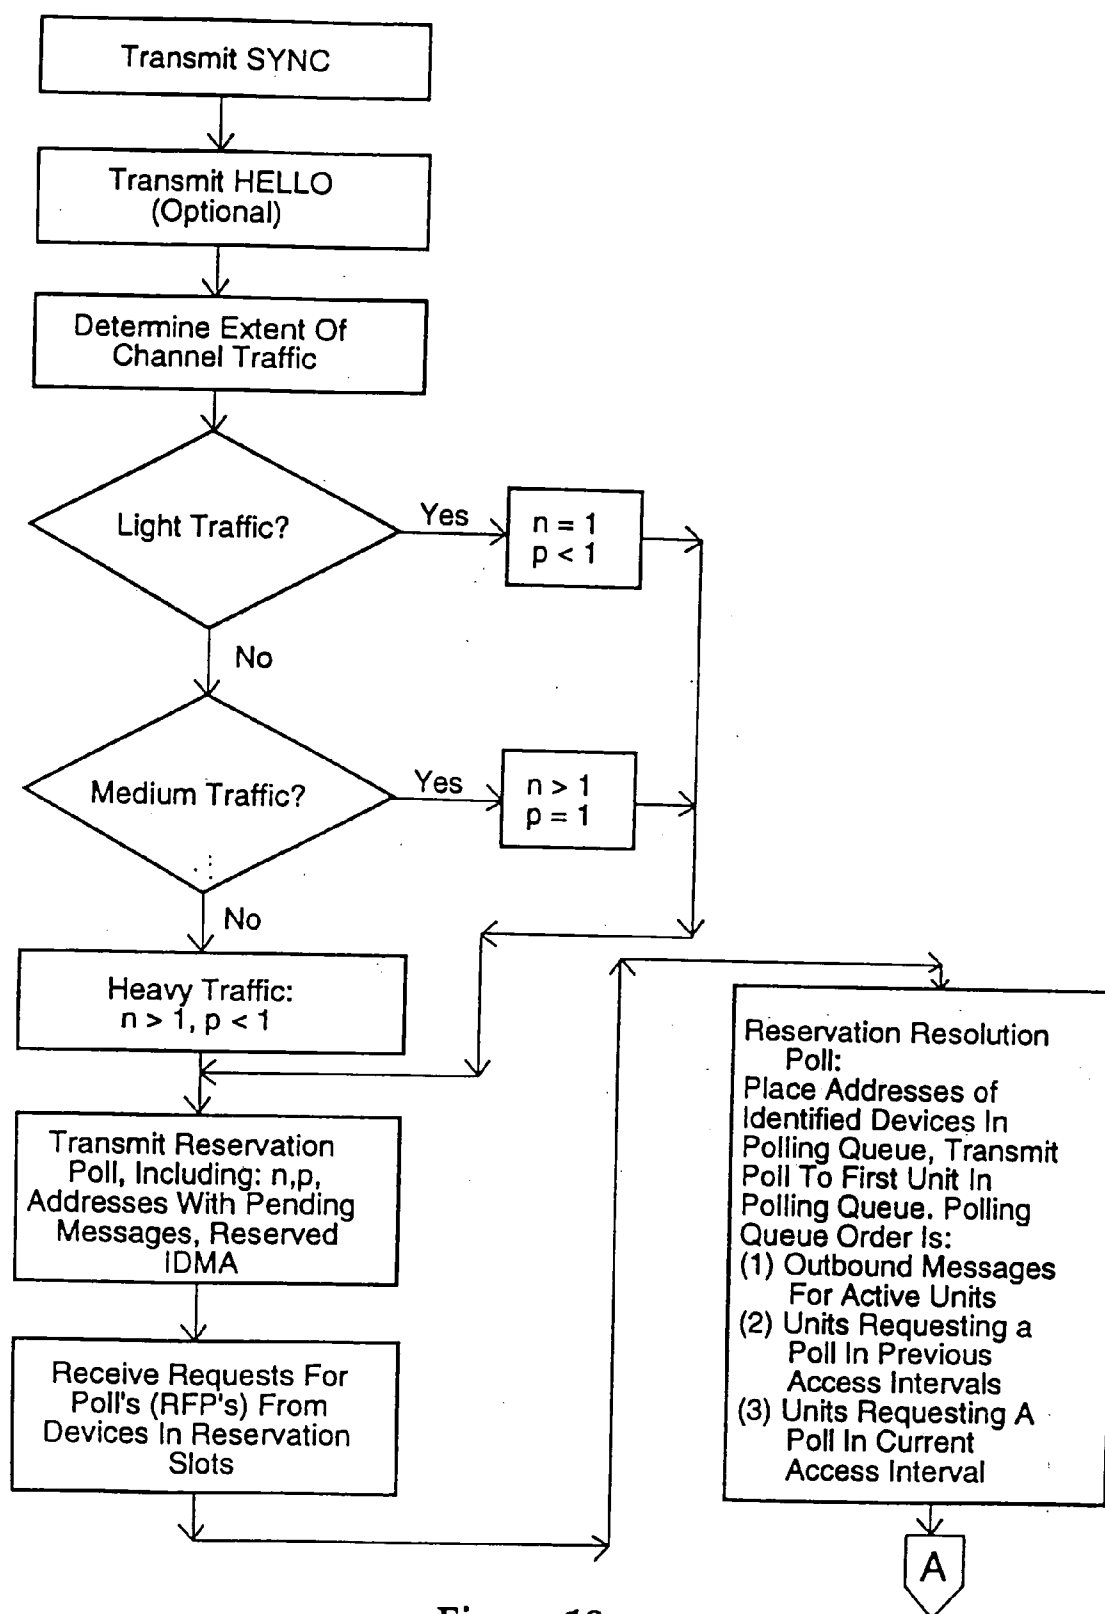 Transmit SYNC
Transmit HELLO
(Optional)
Determine Extent Of
Channel Traffic
Light Traffic?
Yes
n = 1
p < 1
No
Medium Traffic?
Yes
n > 1
p = 1
No
Heavy Traffic:
n > 1, p < 1
Transmit Reservation
Poll, Including: n,p,
Addresses With Pending
Messages, Reserved
IDMA
Receive Requests For
Poll's (RFP's) From
Devices In Reservation
Slots
Reservation Resolution
Poll:
Place Addresses of
Identified Devices In
Polling Queue, Transmit
Poll To First Unit In
Polling Queue. Polling
Queue Order Is:
(1) Outbound Messages
For Active Units
(2) Units Requesting a
Poll In Previous
Access Intervals
(3) Units Requesting A
Poll In Current
Access Interval
A